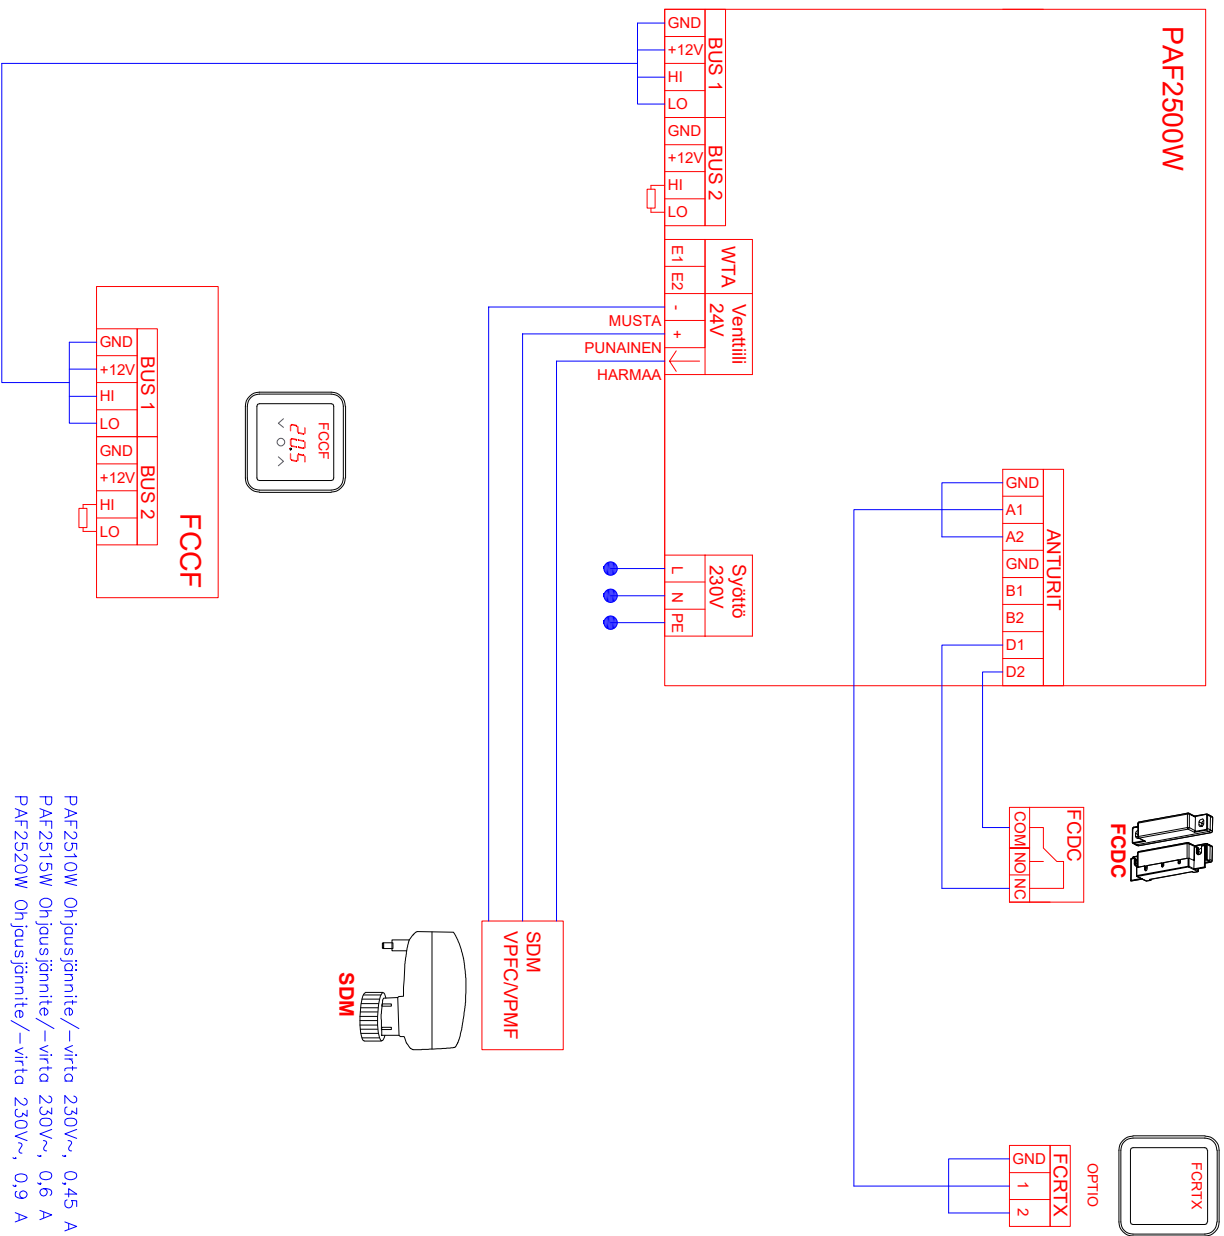 PAF2500W
BUS 1
GND
+12V
HI
LO
BUS 2
GND
+12V
HI
LO
WTA
E1
E2
Venttiili
24V
-
+
MUSTA
PUNAINEN
HARMAA
Syöttö
230V
L
N
PE
ANTURIT
GND
A1
A2
GND
B1
B2
D1
D2
FCCF
BUS 1
GND
+12V
HI
LO
BUS 2
GND
+12V
HI
LO
FCCF
20.5
FCDC
COM
NO
NC
FCDC
SDM
VPFC/VPMF
SDM
FCRTX
GND
1
2
OPTIO
FCRTX
PAF2510W Ohjausjännite/-virta 230V~, 0,45 A
PAF2515W Ohjausjännite/-virta 230V~, 0,6 A
PAF2520W Ohjausjännite/-virta 230V~, 0,9 A